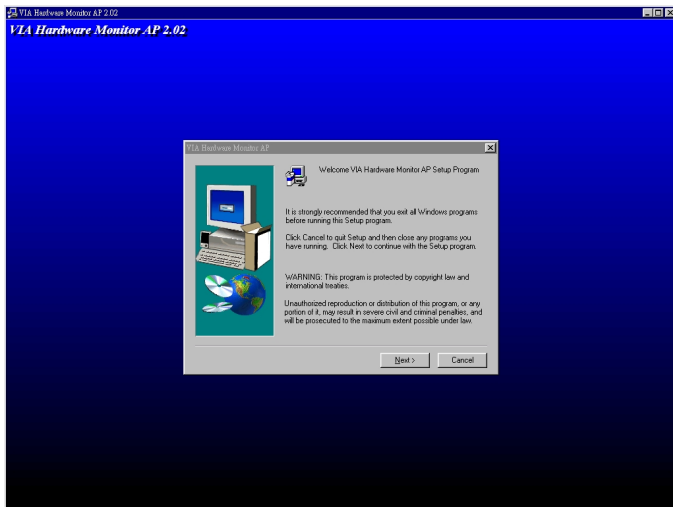 VIA Hardware Monitor AP 2.02
VIA Hardware Monitor AP 2.02
VIA Hardware Monitor AP
Welcome VIA Hardware Monitor AP Setup Program
It is strongly recommended that you exit all Windows programs
before running this Setup program.
Click Cancel to quit Setup and then close any programs you
have running. Click Next to continue with the Setup program.
WARNING: This program is protected by copyright law and
international treaties.
Unauthorized reproduction or distribution of this program, or any
portion of it, may result in severe civil and criminal penalties, and
will be prosecuted to the maximum extent possible under law.
Next >
Cancel